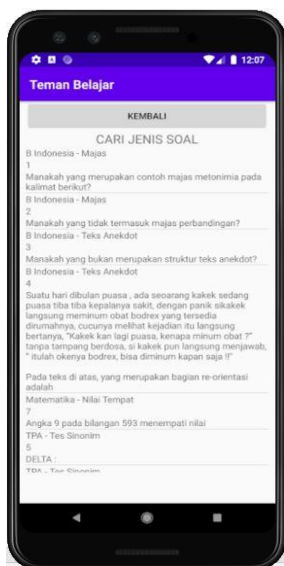 12:07
Teman Belajar
KEMBALI
CARI JENIS SOAL
B Indonesia - Majas
1
Manakah yang merupakan contoh majas metonimia pada
kalimat berikut?
B Indonesia - Majas
2
Manakah yang tidak termasuk majas perbandingan?
B Indonesia - Teks Anekdot
3
Manakah yang bukan merupakan struktur teks anekdot?
B Indonesia - Teks Anekdot
4
Suatu hari dibulan puasa , ada seorang kakek sedang
puasa tiba tiba kepalanya sakit, dengan panik sikakek
langsung meminum obat bodrex yang tersedia
dirumahnya, cucunya melihat kejadian itu langsung
bertanya, "Kakek kan lagi puasa, kenapa minum obat ?"
tanpa tampang berdosa, si kakek pun langsung menjawab,
" itulah okenya bodrex, bisa diminum kapan saja !!"
Pada teks di atas, yang merupakan bagian re-orientasi
adalah
Matematika - Nilai Tempat
7
Angka 9 pada bilangan 593 menempati nilai
TPA - Tes Sinonim
5
DELTA :
TPA - Tes Sinonim